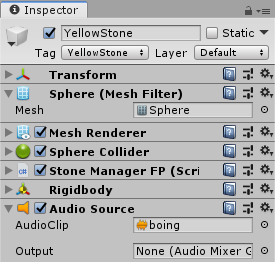 Inspector
YellowStone Static
Tag YellowStone Layer Default
Transform
Sphere (Mesh Filter)
Mesh Sphere
Mesh Renderer
Sphere Collider
Stone Manager FP (Scri
Rigidbody
Audio Source
AudioClip boing
Output None (Audio Mixer G